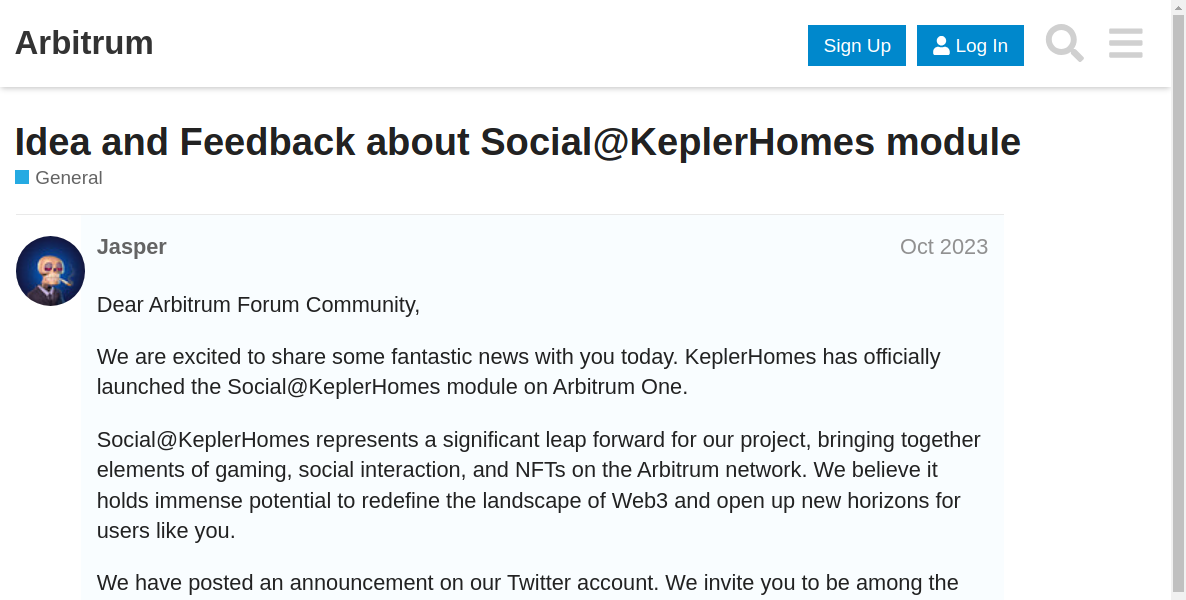 Arbitrum
Sign Up
Log In
Idea and Feedback about Social@KeplerHomes module
General
Jasper
Oct 2023
Dear Arbitrum Forum Community,
We are excited to share some fantastic news with you today. KeplerHomes has officially
launched the Social@KeplerHomes module on Arbitrum One.
Social@KeplerHomes represents a significant leap forward for our project, bringing together
elements of gaming, social interaction, and NFTs on the Arbitrum network. We believe it
holds immense potential to redefine the landscape of Web3 and open up new horizons for
users like you.
We have posted an announcement on our Twitter account. We invite you to be among the